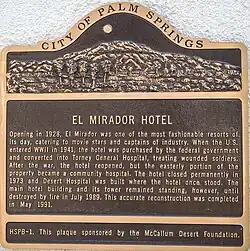 CITY OF PALM SPRINGS
EL MIRADOR HOTEL
Opening in 1928, El Mirador was one of the most fashionable resorts of
its day, catering to movie stars and captains of industry. When the U.S.
entered WWII in 1941, the hotel was purchased by the federal government
and converted into Torney General Hospital, treating wounded soldiers.
After the war, the hotel reopened, but the easterly portion of the
property became a community hospital. The hotel closed permanently in
1973 and Desert Hospital was built where the hotel once stood. The
main hotel building and its tower remained standing, however, until
destroyed by fire in July 1989. This accurate reconstruction was completed
in May 1991.
HSPB-1. This plaque sponsored by the McCallum Desert Foundation.